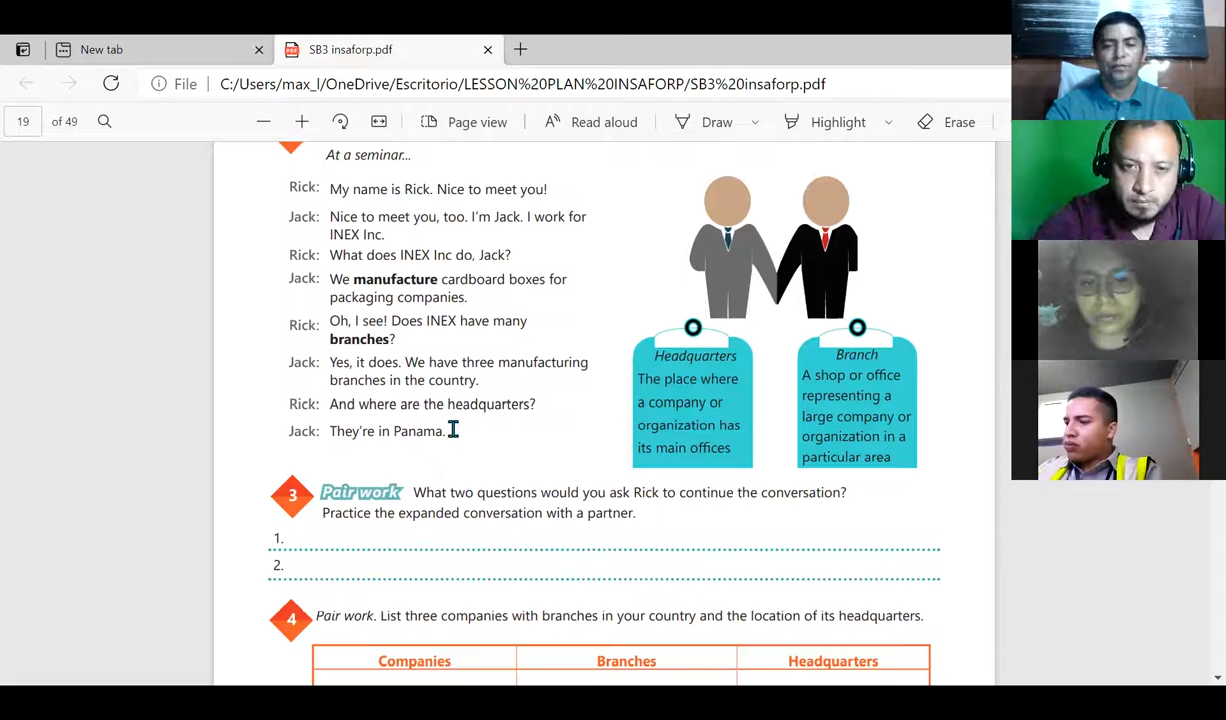 New tab
SB3 insaforp.pdf
File
C:/Users/max_l/OneDrive/Escritorio/LESSON%20PLAN%20INSAFORP/SB3%20insaforp.pdf
19 of 49
Page view
Read aloud
Draw
Highlight
Erase
At a seminar...
Rick: My name is Rick. Nice to meet you!
Jack: Nice to meet you, too. I'm Jack. I work for
INEX Inc.
Rick: What does INEX Inc do, Jack?
Jack: We manufacture cardboard boxes for
packaging companies.
Rick: Oh, I see! Does INEX have many
branches?
Jack: Yes, it does. We have three manufacturing
branches in the country.
Rick: And where are the headquarters?
Jack: They're in Panama.
Headquarters
The place where
a company or
organization has
its main offices
Branch
A shop or office
representing a
large company or
organization in a
particular area
3 Pair work What two questions would you ask Rick to continue the conversation?
Practice the expanded conversation with a partner.
1.
2.
4 Pair work. List three companies with branches in your country and the location of its headquarters.
Companies Branches Headquarters